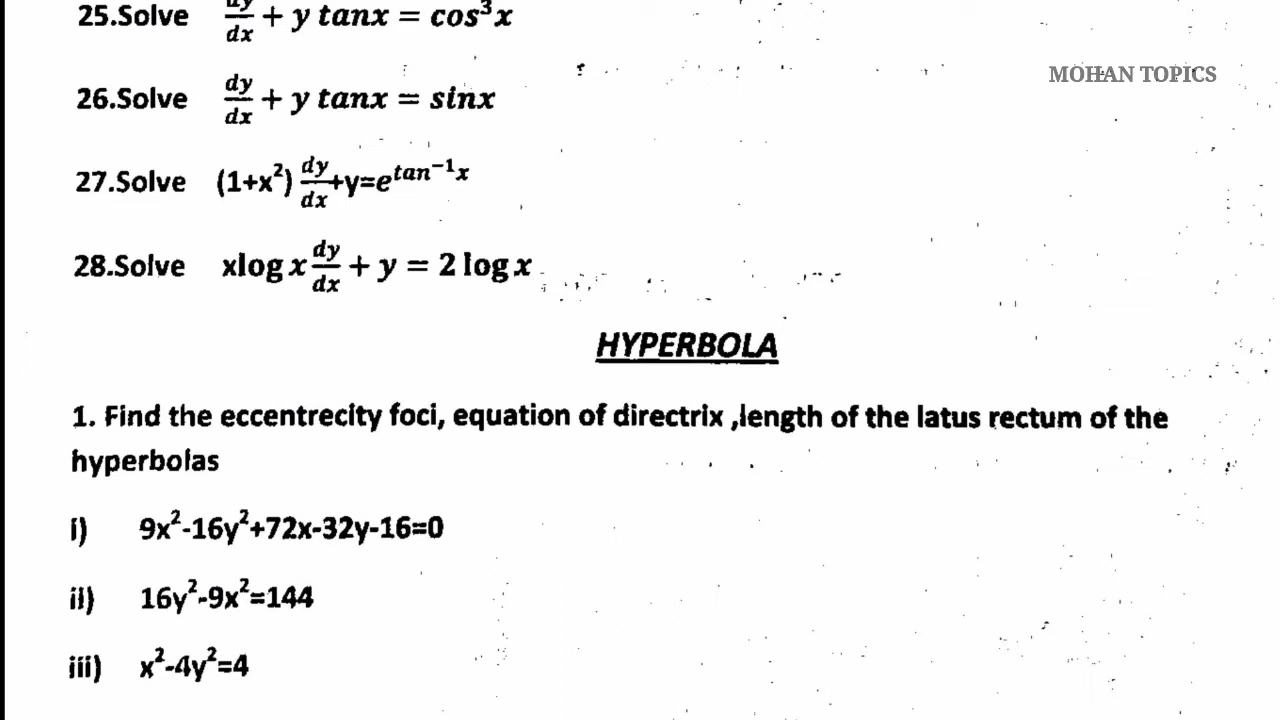 25.Solve dy/dx + y tanx = cos³x
MOHAN TOPICS
26.Solve dy/dx + y tanx = sinx
27.Solve (1+x²) dy/dx +y=e^(tan⁻¹x)
28.Solve xlog x dy/dx + y = 2 log x
HYPERBOLA
1. Find the eccentrecity foci, equation of directrix ,length of the latus rectum of the
hyperbolas
i) 9x²-16y²+72x-32y-16=0
ii) 16y²-9x²=144
iii) x²-4y²=4